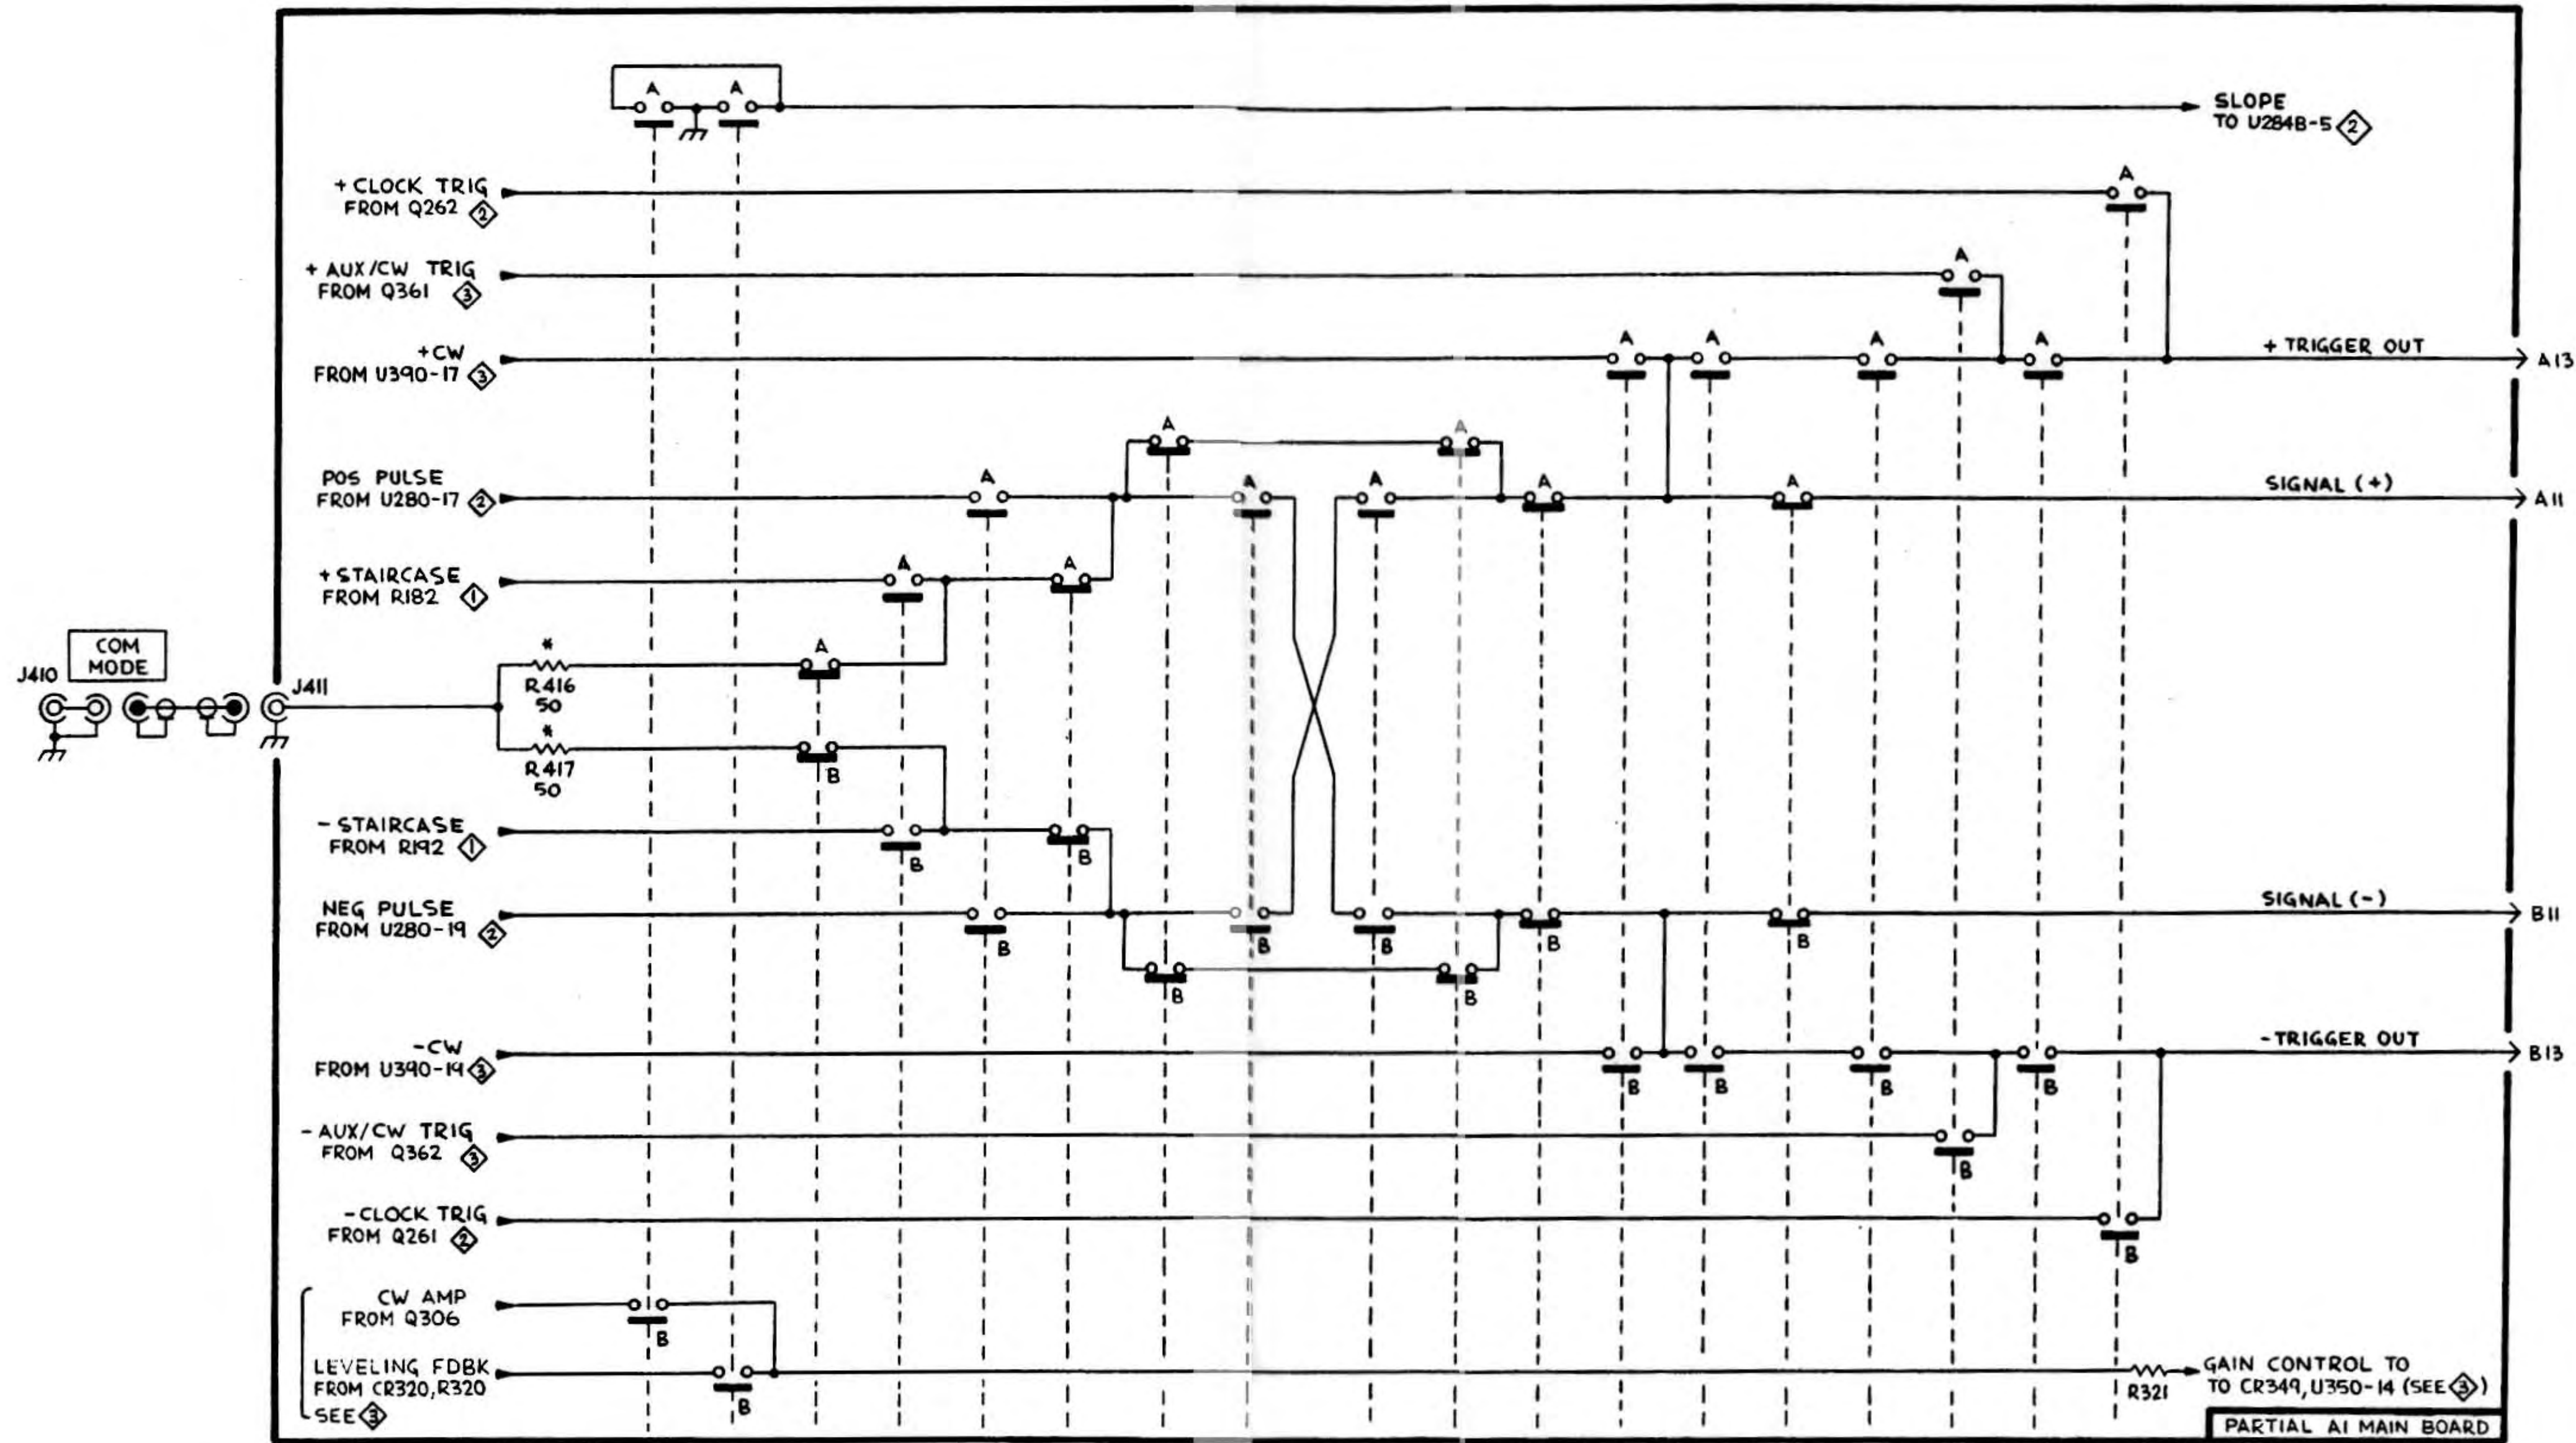 A A
SLOPE
TO U284B-5 2
+ CLOCK TRIG
FROM Q262 2
A
+ AUX/CW TRIG
FROM Q361 3
A
+CW
FROM U390-17 3
A A A A
+ TRIGGER OUT
A13
A A
POS PULSE
FROM U280-17 2
A A A A A
SIGNAL (+)
A11
+ STAIRCASE
FROM R182 1
A A
COM
MODE
J410
J411
*
R416
50
A
*
R417
50
B
- STAIRCASE
FROM R192 1
B B
NEG PULSE
FROM U280-19 2
B B B B B
SIGNAL (-)
B11
B B
-CW
FROM U390-19 3
B B B B
-TRIGGER OUT
B13
- AUX/CW TRIG
FROM Q362 3
B
-CLOCK TRIG
FROM Q261 2
B
CW AMP
FROM Q306
B
LEVELING FDBK
FROM CR320, R320
SEE 3
B
R321
GAIN CONTROL TO
TO CR349, U350-14 (SEE 3)
PARTIAL A1 MAIN BOARD